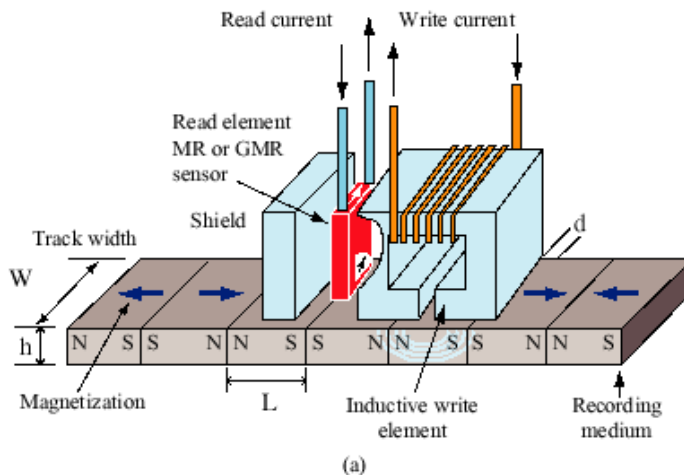 Read current
Write current
Read element
MR or GMR
sensor
Shield
d
Track width
W
h
N S S N N S S N N S S N N S
Magnetization
L
Inductive write
element
Recording
medium
(a)